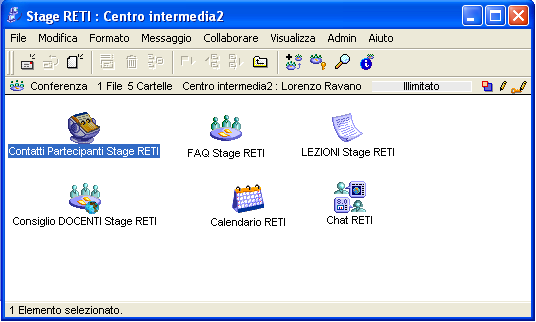 Stage RETI : Centro intermedia2
File Modifica Formato Messaggio Collaborare Visualizza Admin Aiuto
Conferenza 1 File 5 Cartelle Centro intermedia2 : Lorenzo Ravano Illimitato
Contatti Partecipanti Stage RETI FAQ Stage RETI LEZIONI Stage RETI
Consiglio DOCENTI Stage RETI Calendario RETI Chat RETI
1 Elemento selezionato.